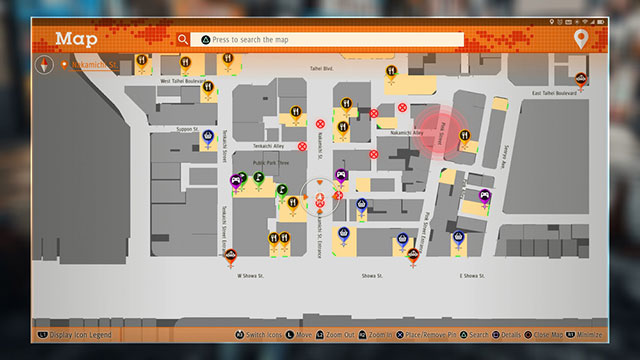 Map
Press to search the map
Nakamichi St.
Taihei Blvd.
West Taihei Boulevard
East Taihei Boulevard
Suppon St.
Tenkaichi Street
Tenkaichi Alley
Nakamichi St.
Nakamichi Alley
Pink Street
Senryo Ave.
Public Park Three
Tenkaichi Street Entrance
Nakamichi St. Entrance
Pink Street Entrance
W Showa St.
Showa St.
E Showa St.
L1 Display Icon Legend
Switch Icons
L Move
L2 Zoom Out
R2 Zoom In
Place/Remove Pin
Search
Details
Close Map
Minimize